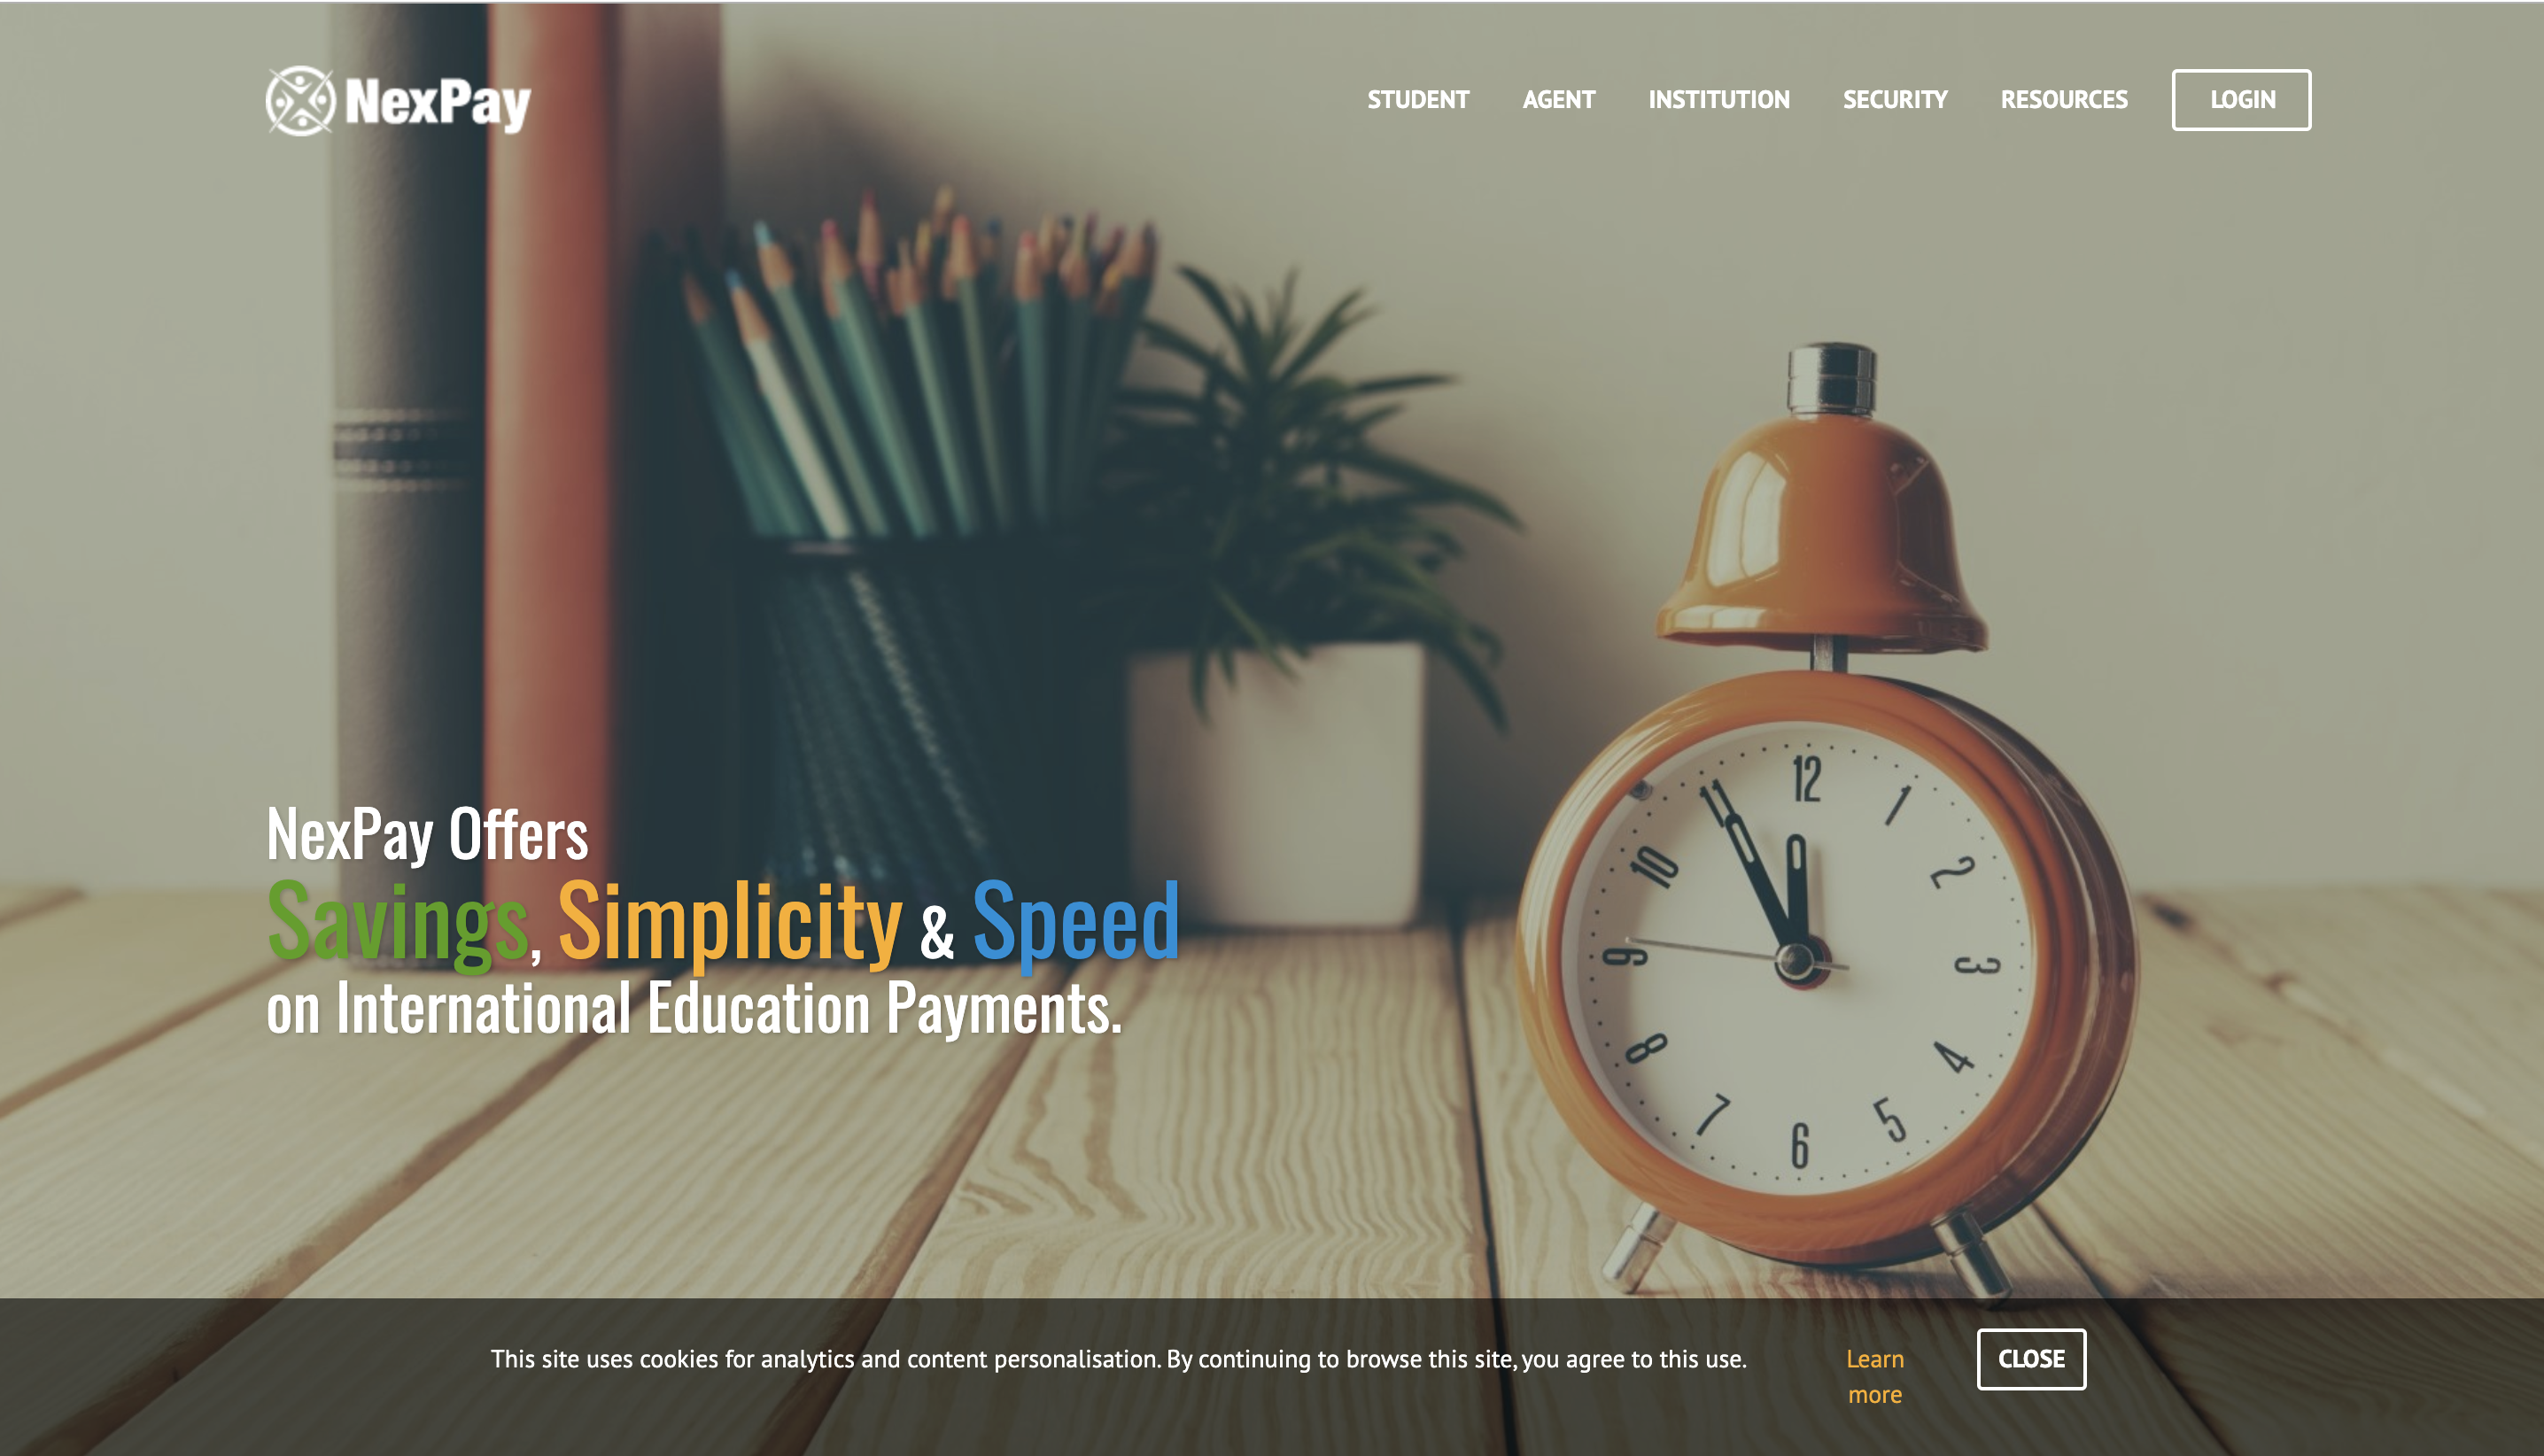 NexPay
STUDENT AGENT INSTITUTION SECURITY RESOURCES LOGIN
NexPay Offers
Savings, Simplicity & Speed
on International Education Payments.
12
1
2
3
4
5
6
7
8
9
10
11
This site uses cookies for analytics and content personalisation. By continuing to browse this site, you agree to this use.
Learn
more
CLOSE